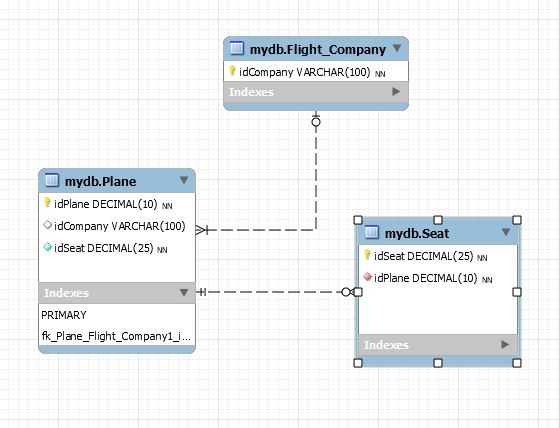 mydb.Flight_Company
idCompany VARCHAR(100) NN
Indexes
mydb.Plane
idPlane DECIMAL(10) NN
idCompany VARCHAR(100)
idSeat DECIMAL(25) NN
Indexes
PRIMARY
fk_Plane_Flight_Company1_i...
mydb.Seat
idSeat DECIMAL(25) NN
idPlane DECIMAL(10) NN
Indexes